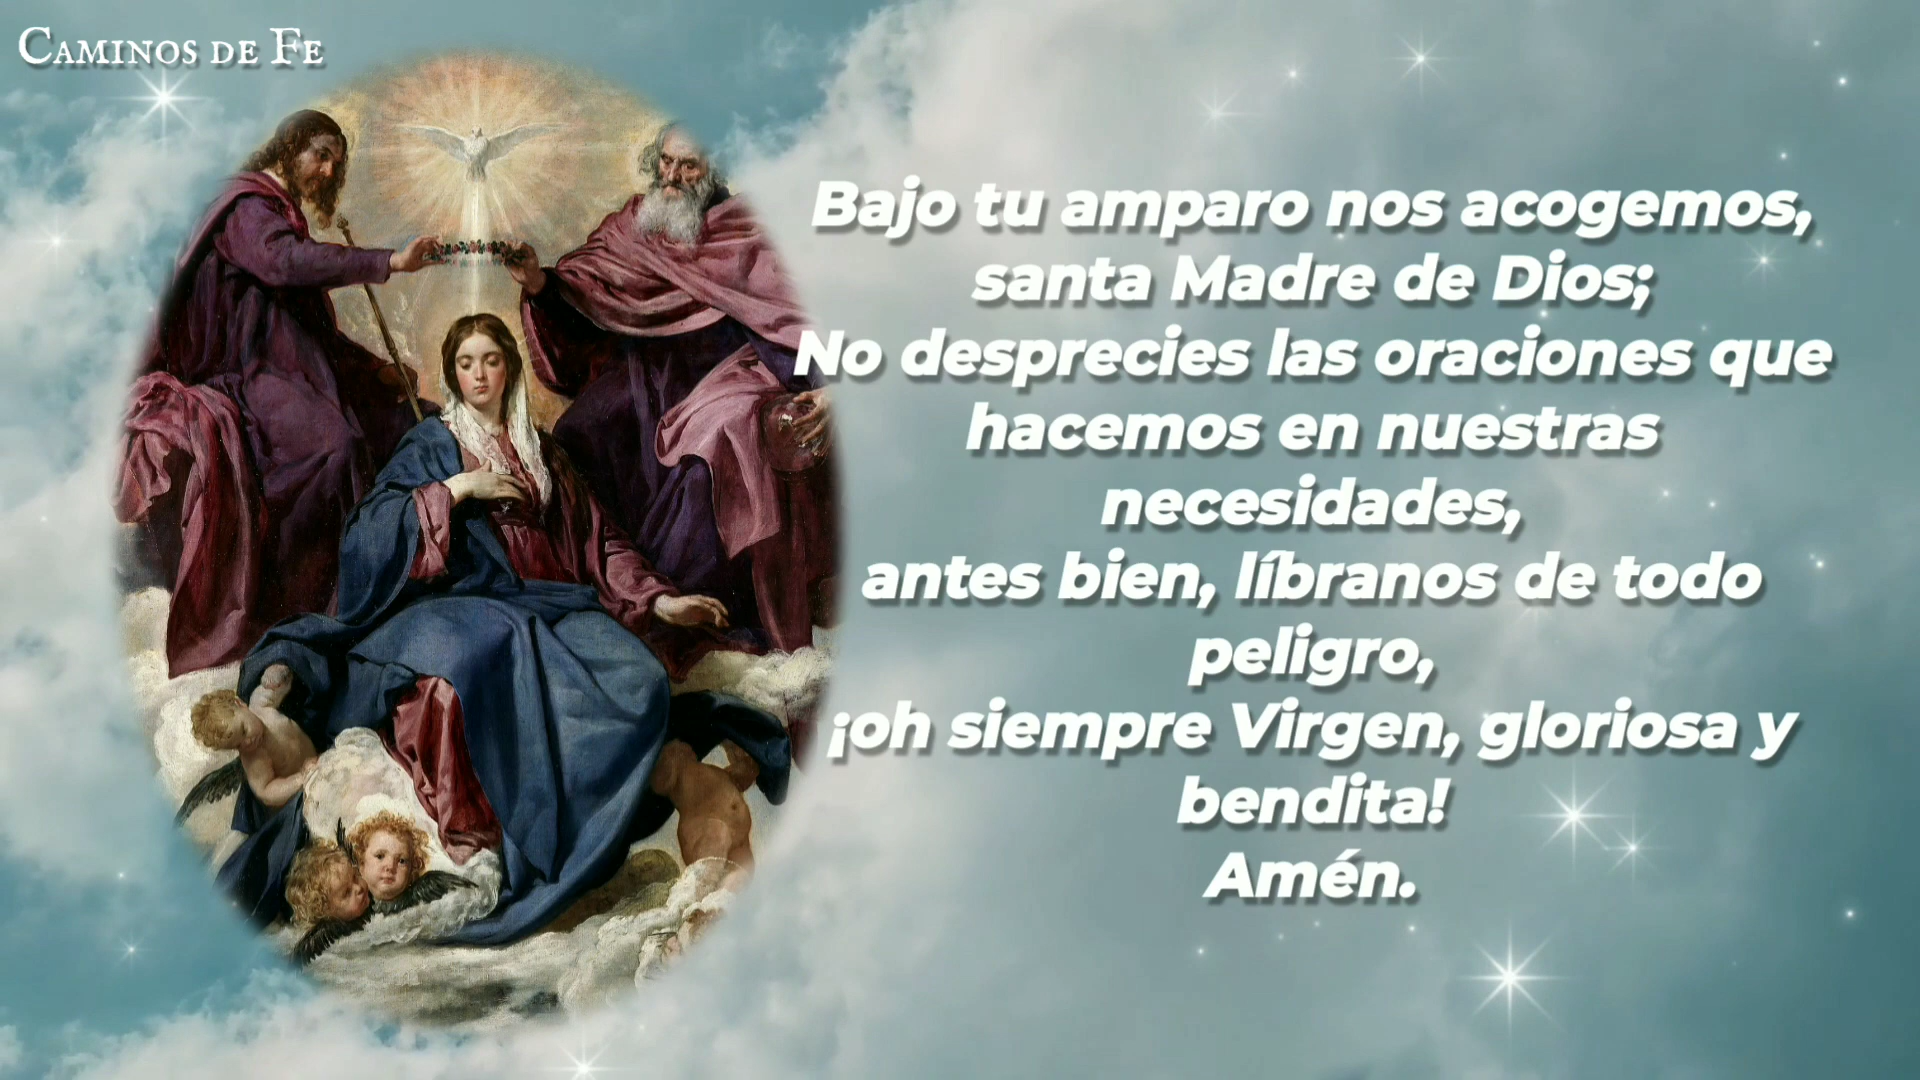 Caminos de Fe
Bajo tu amparo nos acogemos,
santa Madre de Dios;
No desprecies las oraciones que
hacemos en nuestras
necesidades,
antes bien, líbranos de todo
peligro,
¡oh siempre Virgen, gloriosa y
bendita!
Amén.